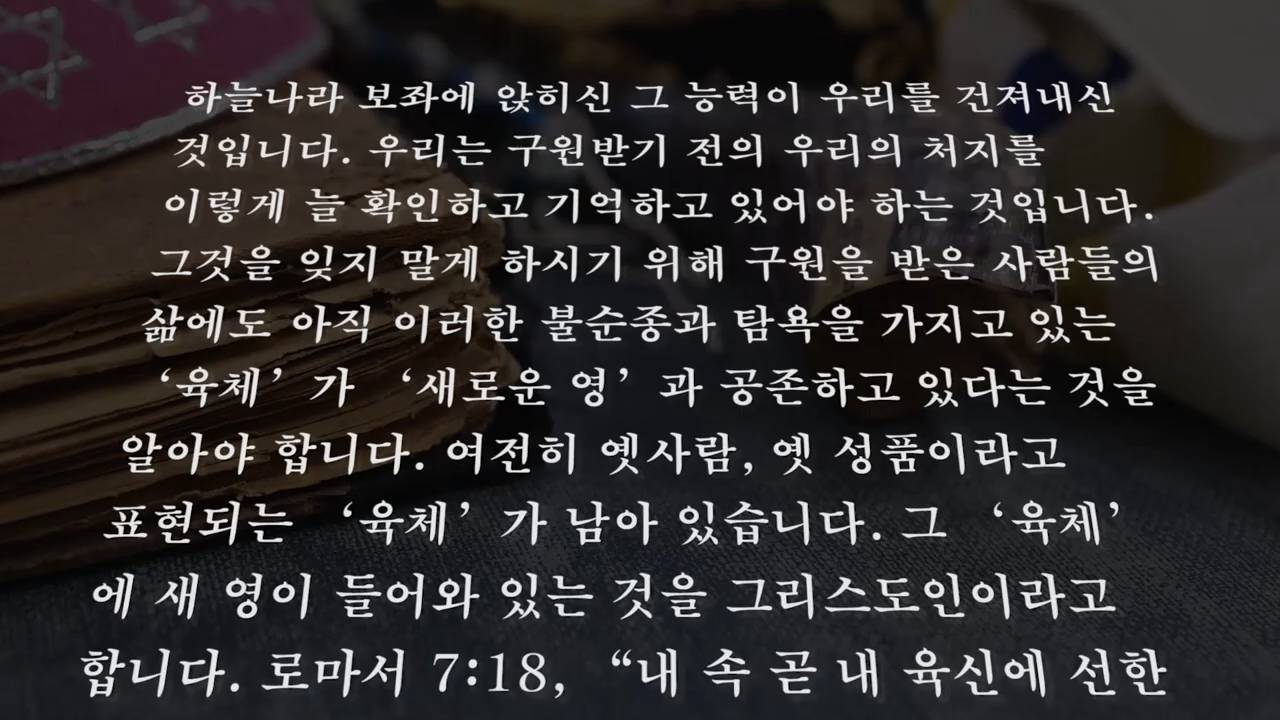 하늘나라 보좌에 앉히신 그 능력이 우리를 건져내신
것입니다. 우리는 구원받기 전의 우리의 처지를
이렇게 늘 확인하고 기억하고 있어야 하는 것입니다.
그것을 잊지 말게 하시기 위해 구원을 받은 사람들의
삶에도 아직 이러한 불순종과 탐욕을 가지고 있는
‘육체’가 ‘새로운 영’과 공존하고 있다는 것을
알아야 합니다. 여전히 옛사람, 옛 성품이라고
표현되는 ‘육체’가 남아 있습니다. 그 ‘육체’
에 새 영이 들어와 있는 것을 그리스도인이라고
합니다. 로마서 7:18, “내 속 곧 내 육신에 선한